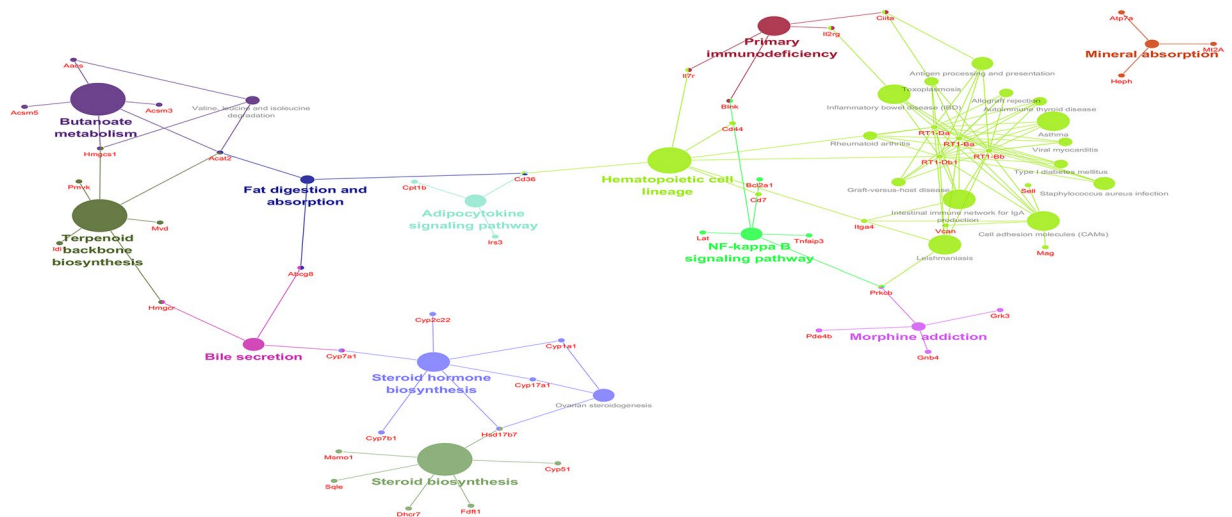 Atp7a
Ciita
Il2rg
Primary
immunodeficiency
Mt2A
Mineral absorption
Aacs
Il7r
Antigen processing and presentation
Heph
Toxoplasmosis
Allograft rejection
Acsm5
Acsm3
Valine, leucine and isoleucine
degradation
Blnk
Inflammatory bowel disease (IBD)
Autoimmune thyroid disease
Butanoate
metabolism
Cd44
RT1-Da
Asthma
Rheumatoid arthritis
RT1-Ba
Viral myocarditis
Hmgcs1
Acat2
RT1-Bb
RT1-Db1
Cd36
Hematopoietic cell
lineage
Type I diabetes mellitus
Pmvk
Fat digestion and
absorption
Cpt1b
Bcl2a1
Graft-versus-host disease
Sell
Staphylococcus aureus infection
Cd7
Adipocytokine
signaling pathway
Intestinal immune network for IgA
production
Mvd
Terpenoid
backbone
biosynthesis
Idi1
Irs3
Lat
Tnfaip3
Itga4
Vcan
Cell adhesion molecules (CAMs)
NF-kappa B
signaling pathway
Leishmaniasis
Mag
Abcg8
Prkcb
Hmgcr
Cyp2c22
Grk3
Pde4b
Morphine addiction
Bile secretion
Cyp7a1
Cyp1a1
Gnb4
Steroid hormone
biosynthesis
Cyp17a1
Ovarian steroidogenesis
Cyp7b1
Hsd17b7
Msmo1
Cyp51
Sqle
Steroid biosynthesis
Dhcr7
Fdft1